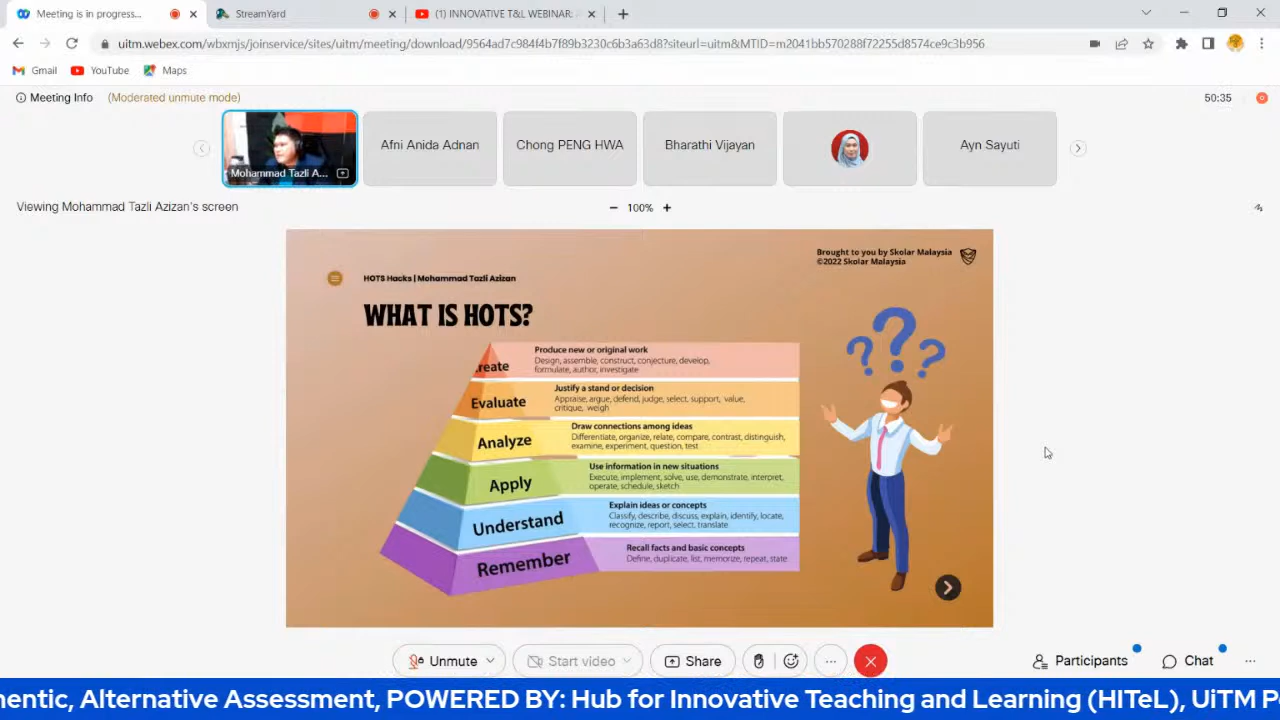 Meeting is in progress...
StreamYard
(1) INNOVATIVE T&L WEBINAR:
uitm.webex.com/wbxmjs/joinservice/sites/uitm/meeting/download/9564ad7c984f4b7f89b3230c6b3a63d8?siteurl=uitm&MTID=m2041bb570288f72255d8574ce9c3b956
Gmail
YouTube
Maps
Meeting Info
(Moderated unmute mode)
50:35
Mohammad Tazli A...
Afni Anida Adnan
Chong PENG HWA
Bharathi Vijayan
Ayn Sayuti
Viewing Mohammad Tazli Azizan's screen
100%
Brought to you by Skolar Malaysia
©2022 Skolar Malaysia
HOTS Hacks | Mohammad Tazli Azizan
WHAT IS HOTS?
reate
Produce new or original work
Design, assemble, construct, conjecture, develop,
formulate, author, investigate
Evaluate
Justify a stand or decision
Appraise, argue, defend, judge, select, support, value,
critique, weigh
Analyze
Draw connections among ideas
Differentiate, organize, relate, compare, contrast, distinguish,
examine, experiment, question, test
Apply
Use information in new situations
Execute, implement, solve, use, demonstrate, interpret,
operate, schedule, sketch
Understand
Explain ideas or concepts
Classify, describe, discuss, explain, identify, locate,
recognize, report, select, translate
Remember
Recall facts and basic concepts
Define, duplicate, list, memorize, repeat, state
???
Unmute
Start video
Share
Participants
Chat
nentic, Alternative Assessment, POWERED BY: Hub for Innovative Teaching and Learning (HITeL), UiTM P